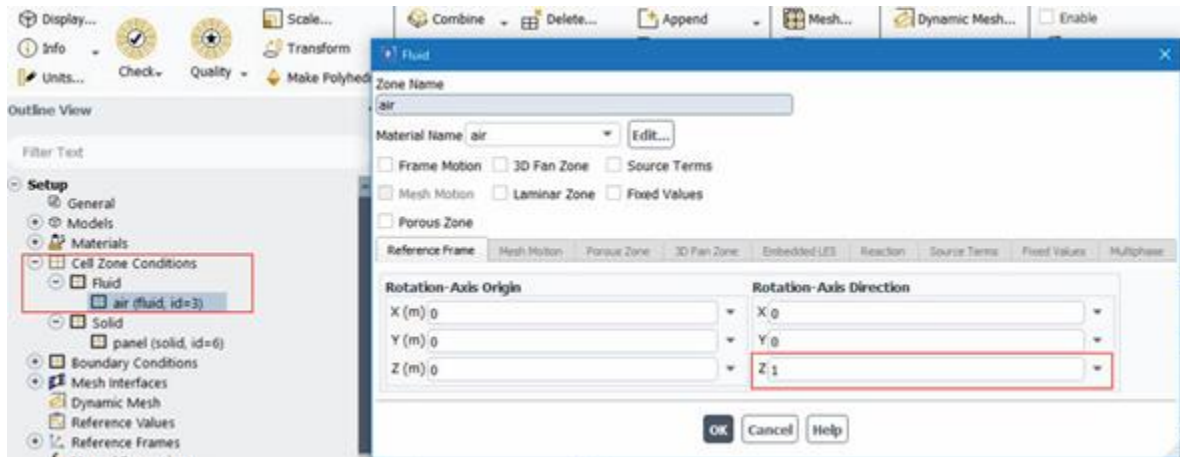 Display...
Info
Units...
Check
Quality
Scale...
Transform
Make Polyhed
Combine
Delete...
Append
Mesh...
Dynamic Mesh...
Enable
Outline View
Filter Text
Setup
General
Models
Materials
Cell Zone Conditions
Fluid
air (fluid, id=3)
Solid
panel (solid, id=6)
Boundary Conditions
Mesh Interfaces
Dynamic Mesh
Reference Values
Reference Frames
Fluid
Zone Name
air
Material Name air Edit...
Frame Motion 3D Fan Zone Source Terms
Mesh Motion Laminar Zone Fixed Values
Porous Zone
Reference Frame Mesh Motion Porous Zone 3D Fan Zone Embedded LES Reaction Source Terms Fixed Values Multiphase
Rotation-Axis Origin
X (m) 0
Y (m) 0
Z (m) 0
Rotation-Axis Direction
X 0
Y 0
Z 1
OK Cancel Help